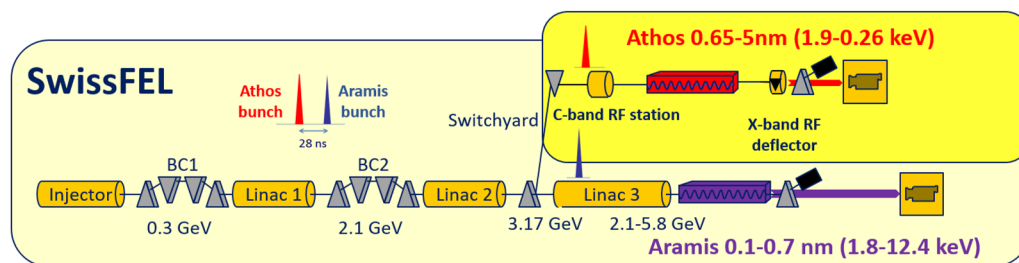 Athos 0.65-5nm (1.9-0.26 keV)
SwissFEL
Athos
bunch
Aramis
bunch
28 ns
Switchyard
C-band RF station
X-band RF
deflector
BC1
BC2
Injector
Linac 1
Linac 2
Linac 3
0.3 GeV
2.1 GeV
3.17 GeV
2.1-5.8 GeV
Aramis 0.1-0.7 nm (1.8-12.4 keV)